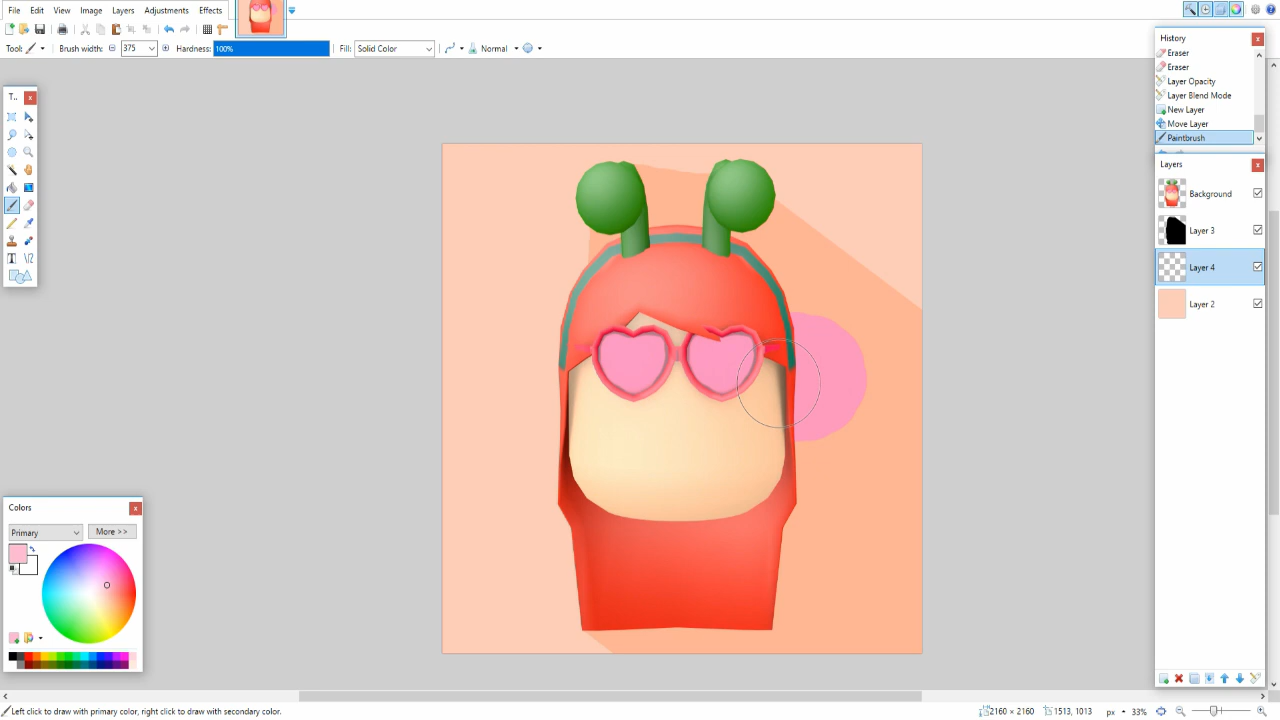 File Edit View Image Layers Adjustments Effects
Tool: Brush width: 375 Hardness: 100% Fill: Solid Color Normal
T..
History
Eraser
Eraser
Layer Opacity
Layer Blend Mode
New Layer
Move Layer
Paintbrush
Layers
Background
Layer 3
Layer 4
Layer 2
Colors
Primary More >>
Left click to draw with primary color, right click to draw with secondary color. 2160 × 2160 1513, 1013 px 33%